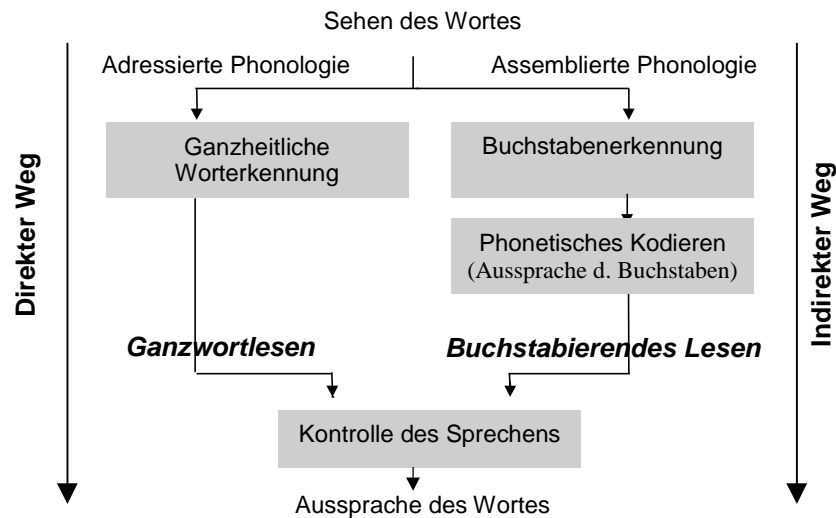 Sehen des Wortes
Adressierte Phonologie
Assemblierte Phonologie
Direkter Weg
Ganzheitliche
Worterkennung
Buchstabenerkennung
Phonetisches Kodieren
(Aussprache d. Buchstaben)
Indirekter Weg
Ganzwortlesen
Buchstabierendes Lesen
Kontrolle des Sprechens
Aussprache des Wortes